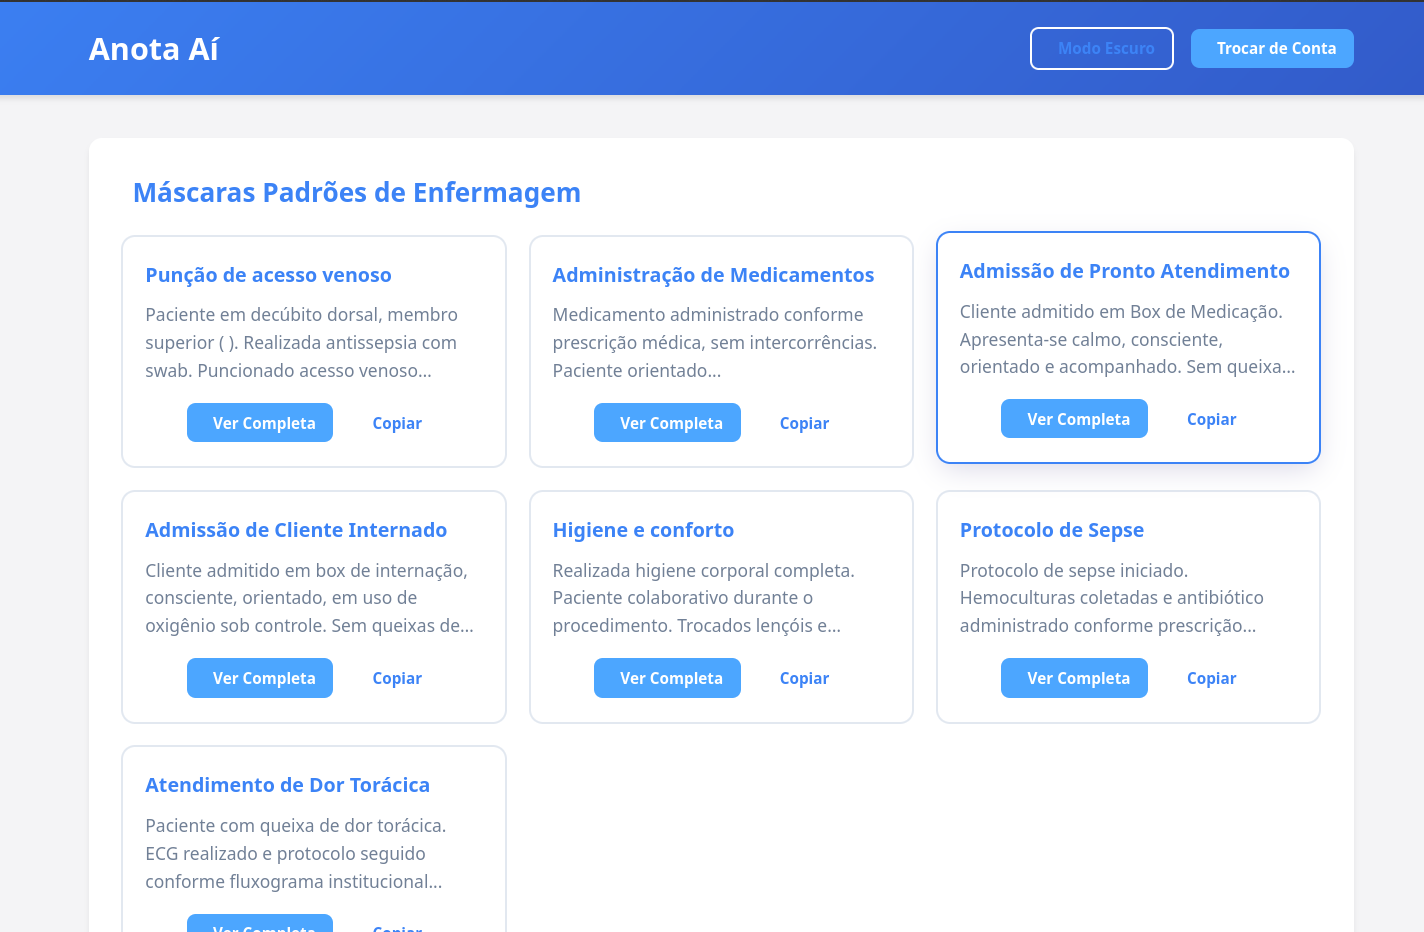 Anota Aí
Modo Escuro
Trocar de Conta
Máscaras Padrões de Enfermagem
Punção de acesso venoso
Paciente em decúbito dorsal, membro
superior ( ). Realizada antissepsia com
swab. Puncionado acesso venoso...
Ver Completa
Copiar
Administração de Medicamentos
Medicamento administrado conforme
prescrição médica, sem intercorrências.
Paciente orientado...
Ver Completa
Copiar
Admissão de Pronto Atendimento
Cliente admitido em Box de Medicação.
Apresenta-se calmo, consciente,
orientado e acompanhado. Sem queixa...
Ver Completa
Copiar
Admissão de Cliente Internado
Cliente admitido em box de internação,
consciente, orientado, em uso de
oxigênio sob controle. Sem queixas de...
Ver Completa
Copiar
Higiene e conforto
Realizada higiene corporal completa.
Paciente colaborativo durante o
procedimento. Trocados lençóis e...
Ver Completa
Copiar
Protocolo de Sepse
Protocolo de sepse iniciado.
Hemoculturas coletadas e antibiótico
administrado conforme prescrição...
Ver Completa
Copiar
Atendimento de Dor Torácica
Paciente com queixa de dor torácica.
ECG realizado e protocolo seguido
conforme fluxograma institucional...
Ver Completa
Copiar